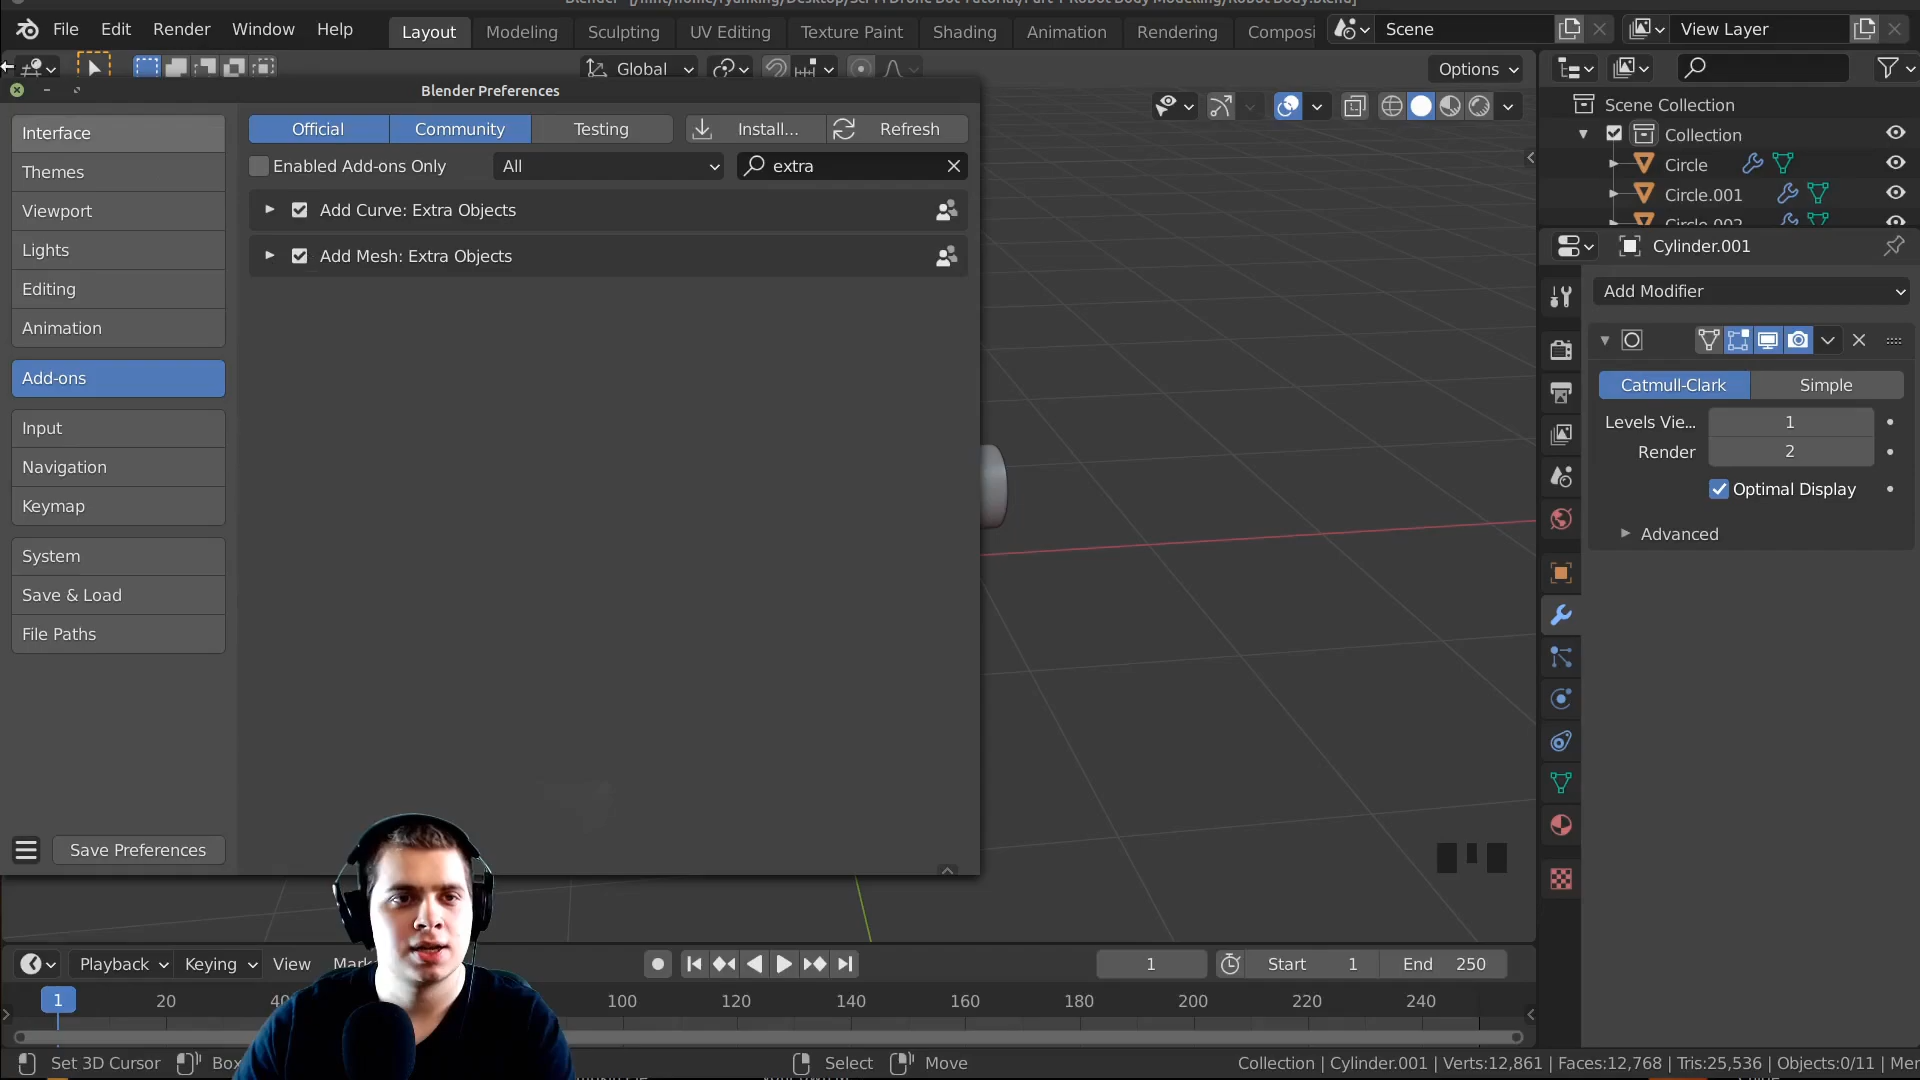 File Edit Render Window Help Layout Modeling Sculpting UV Editing Texture Paint Shading Animation Rendering Scene View Layer
Global Options
Blender Preferences
Interface
Themes
Viewport
Lights
Editing
Animation
Add-ons
Input
Navigation
Keymap
System
Save & Load
File Paths
Save Preferences
Official Community Testing Install... Refresh
Enabled Add-ons Only All extra
Add Curve: Extra Objects
Add Mesh: Extra Objects
Scene Collection
Collection
Circle
Circle.001
Cylinder.001
Add Modifier
Catmull-Clark Simple
Levels Vie... 1
Render 2
Optimal Display
Advanced
Playback Keying View 1 Start 1 End 250
1 20 100 120 140 160 180 200 220 240
Set 3D Cursor Select Move Collection | Cylinder.001 | Verts:12,861 | Faces:12,768 | Tris:25,536 | Objects:0/11 |